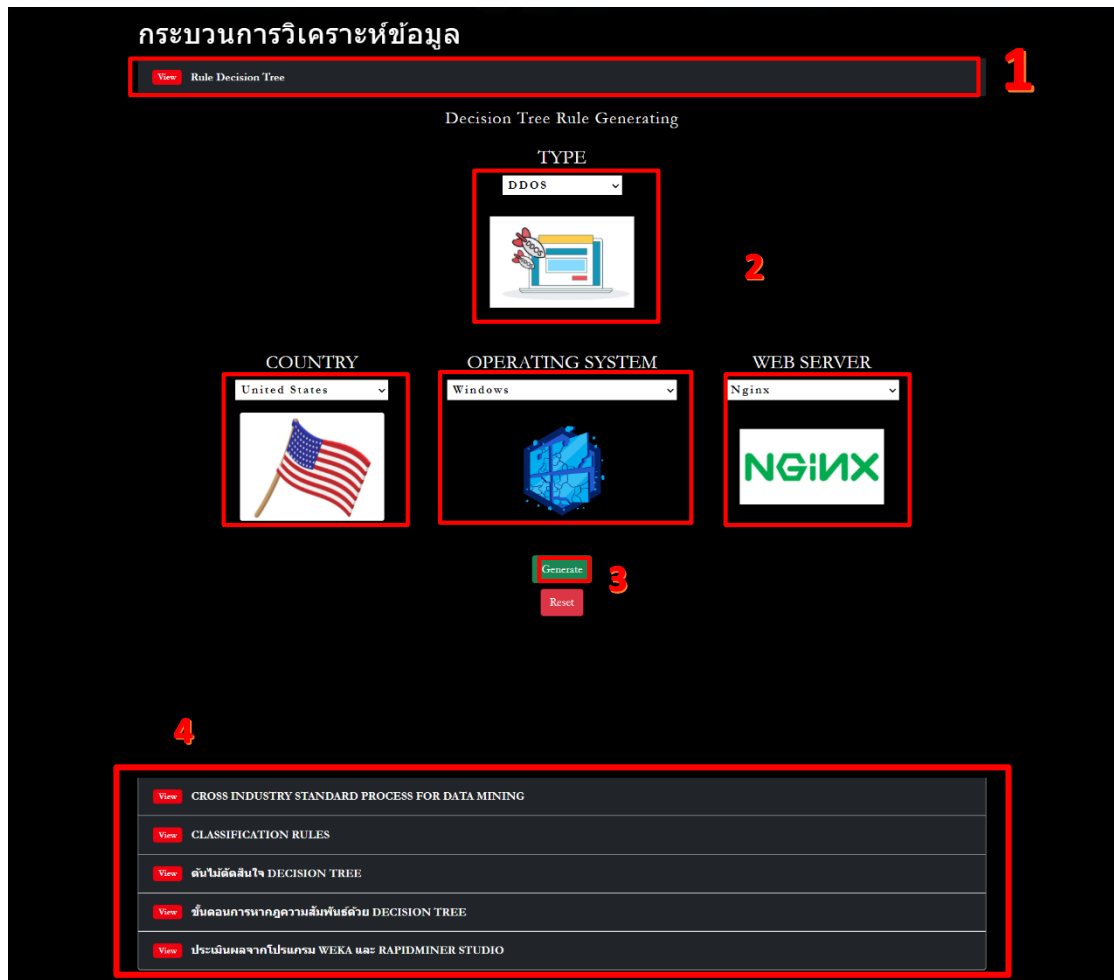 กระบวนการวิเคราะห์ข้อมูล
View Rule Decision Tree
1
Decision Tree Rule Generating
TYPE
DDOS
DDOS
2
COUNTRY OPERATING SYSTEM WEB SERVER
United States Windows Nginx
NGINX
Generate
3
Reset
4
View CROSS INDUSTRY STANDARD PROCESS FOR DATA MINING
View CLASSIFICATION RULES
View ต้นไม้ตัดสินใจ DECISION TREE
View ขั้นตอนการหากฎความสัมพันธ์ด้วย DECISION TREE
View ประเมินผลจากโปรแกรม WEKA และ RAPIDMINER STUDIO